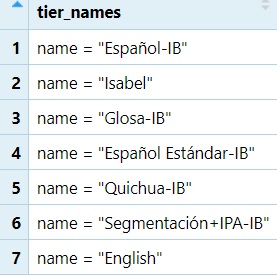 tier_names
1 name = "Español-IB"
2 name = "Isabel"
3 name = "Glosa-IB"
4 name = "Español Estándar-IB"
5 name = "Quichua-IB"
6 name = "Segmentación+IPA-IB"
7 name = "English"